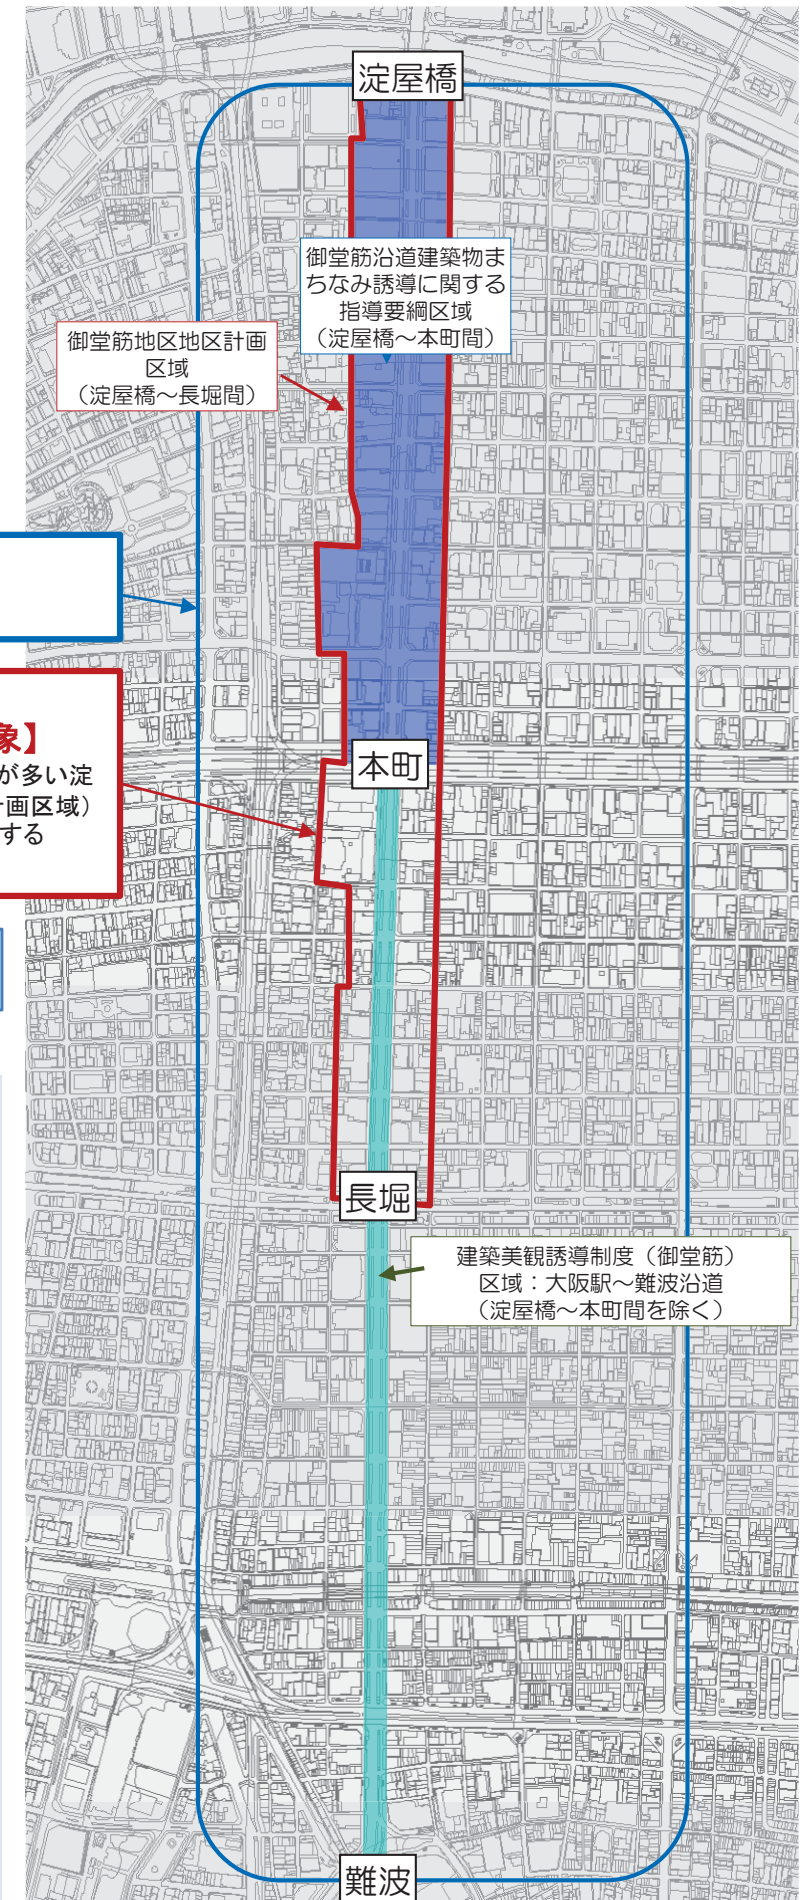 淀屋橋
御堂筋沿道建築物ま
ちなみ誘導に関する
指導要綱区域
（淀屋橋～本町間）
御堂筋地区地区計画
区域
（淀屋橋～長堀間）
象】
が多い淀
計画区域）
する
本町
長堀
建築美観誘導制度（御堂筋）
区域：大阪駅～難波沿道
（淀屋橋～本町間を除く）
難波